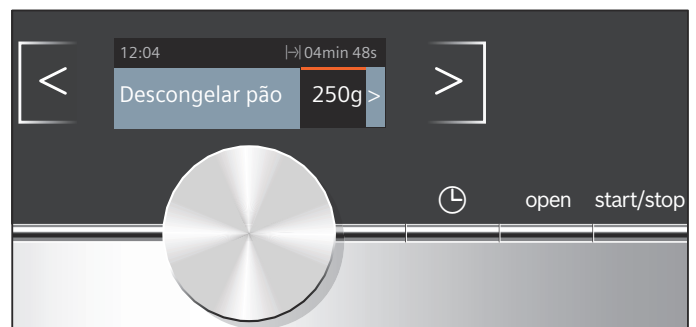 12:04 04min 48s
< Descongelar pão 250g > >
open start/stop